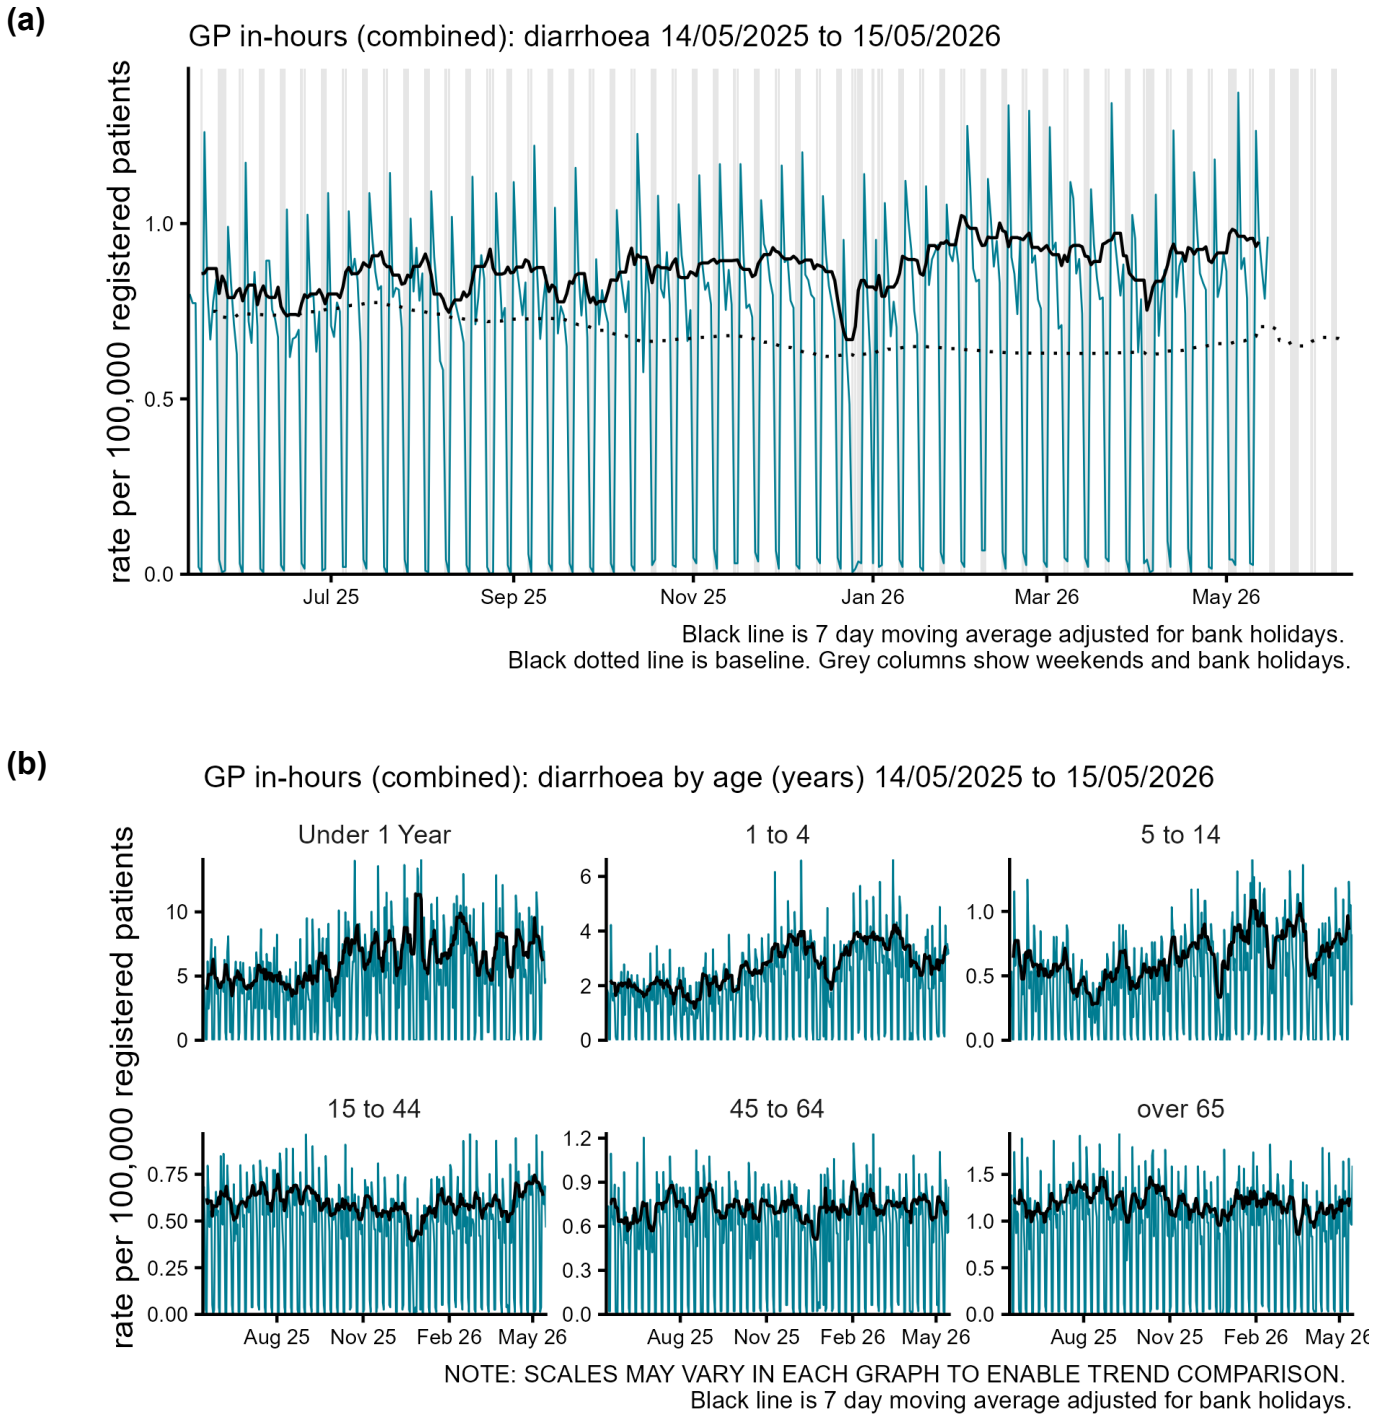 (a)
GP in-hours (combined): diarrhoea 14/05/2025 to 15/05/2026
rate per 100,000 registered patients
1.0
0.5
0.0
Jul 25 Sep 25 Nov 25 Jan 26 Mar 26 May 26
Black line is 7 day moving average adjusted for bank holidays.
Black dotted line is baseline. Grey columns show weekends and bank holidays.
(b)
GP in-hours (combined): diarrhoea by age (years) 14/05/2025 to 15/05/2026
rate per 100,000 registered patients
Under 1 Year 1 to 4 5 to 14
10
5
0
6
4
2
0
1.0
0.5
0.0
15 to 44 45 to 64 over 65
0.75
0.50
0.25
0.00
1.2
0.9
0.6
0.3
0.0
1.5
1.0
0.5
0.0
Aug 25 Nov 25 Feb 26 May 26 Aug 25 Nov 25 Feb 26 May 26 Aug 25 Nov 25 Feb 26 May 2
NOTE: SCALES MAY VARY IN EACH GRAPH TO ENABLE TREND COMPARISON.
Black line is 7 day moving average adjusted for bank holidays.